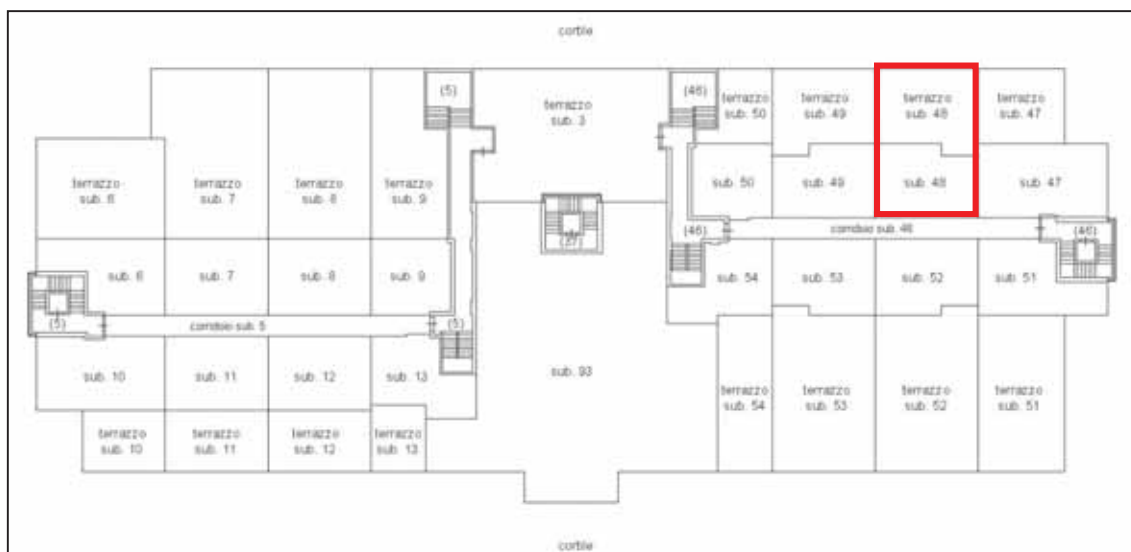 cortile
(5)
terrazzo
sub. 3
(46)
terrazzo
sub. 50
terrazzo
sub. 49
terrazzo
sub. 48
terrazzo
sub. 47
terrazzo
sub. 6
terrazzo
sub. 7
terrazzo
sub. 8
terrazzo
sub. 9
sub. 50
sub. 49
sub. 48
sub. 47
(37)
(46)
corridoio sub. 46
(46)
sub. 6
sub. 7
sub. 8
sub. 9
sub. 54
sub. 53
sub. 52
sub. 51
(5)
corridoio sub. 5
(5)
sub. 10
sub. 11
sub. 12
sub. 13
sub. 93
terrazzo
sub. 54
terrazzo
sub. 53
terrazzo
sub. 52
terrazzo
sub. 51
terrazzo
sub. 10
terrazzo
sub. 11
terrazzo
sub. 12
terrazzo
sub. 13
cortile